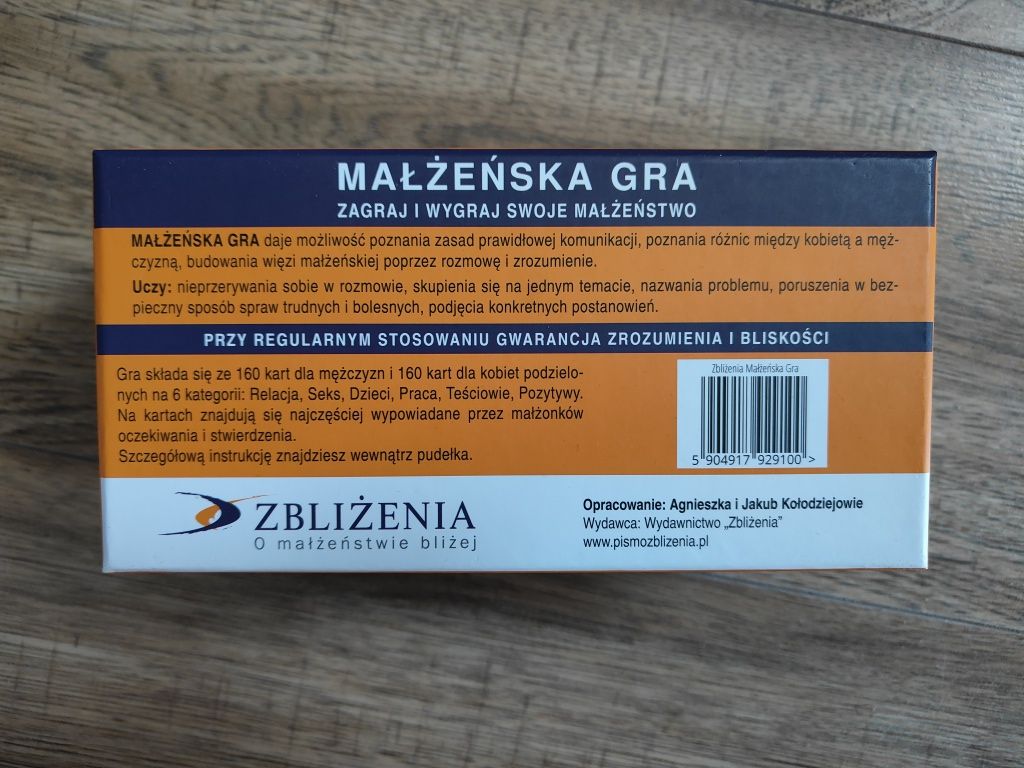 MAŁŻEŃSKA GRA
ZAGRAJ I WYGRAJ SWOJE MAŁŻEŃSTWO
MAŁŻEŃSKA GRA daje możliwość poznania zasad prawidłowej komunikacji, poznania różnic między kobietą a męż-
czyzną, budowania więzi małżeńskiej poprzez rozmowę i zrozumienie.
Uczy: nieprzerywania sobie w rozmowie, skupienia się na jednym temacie, nazwania problemu, poruszenia w bez-
pieczny sposób spraw trudnych i bolesnych, podjęcia konkretnych postanowień.
PRZY REGULARNYM STOSOWANIU GWARANCJA ZROZUMIENIA I BLISKOŚCI
Gra składa się ze 160 kart dla mężczyzn i 160 kart dla kobiet podzielo-
nych na 6 kategorii: Relacja, Seks, Dzieci, Praca, Teściowie, Pozytywy.
Na kartach znajdują się najczęściej wypowiadane przez małżonków
oczekiwania i stwierdzenia.
Szczegółową instrukcję znajdziesz wewnątrz pudełka.
Zbliżenia Małżeńska Gra
5 904917 929100 >
ZBLIŻENIA
O małżeństwie bliżej
Opracowanie: Agnieszka i Jakub Kołodziejowie
Wydawca: Wydawnictwo „Zbliżenia”
www.pismozblizenia.pl